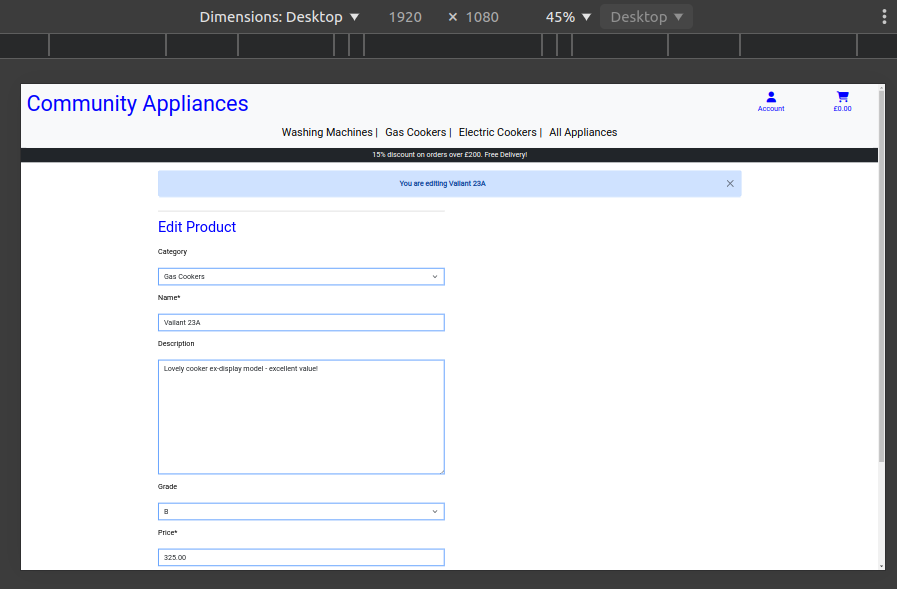 Dimensions: Desktop ▼ 1920 × 1080 45% ▼ Desktop ▼
Community Appliances
Account
£0.00
Washing Machines | Gas Cookers | Electric Cookers | All Appliances
15% discount on orders over £200. Free Delivery!
You are editing Valiant 23A
Edit Product
Category
Gas Cookers
Name*
Valiant 23A
Description
Lovely cooker ex-display model - excellent value!
Grade
B
Price*
325.00